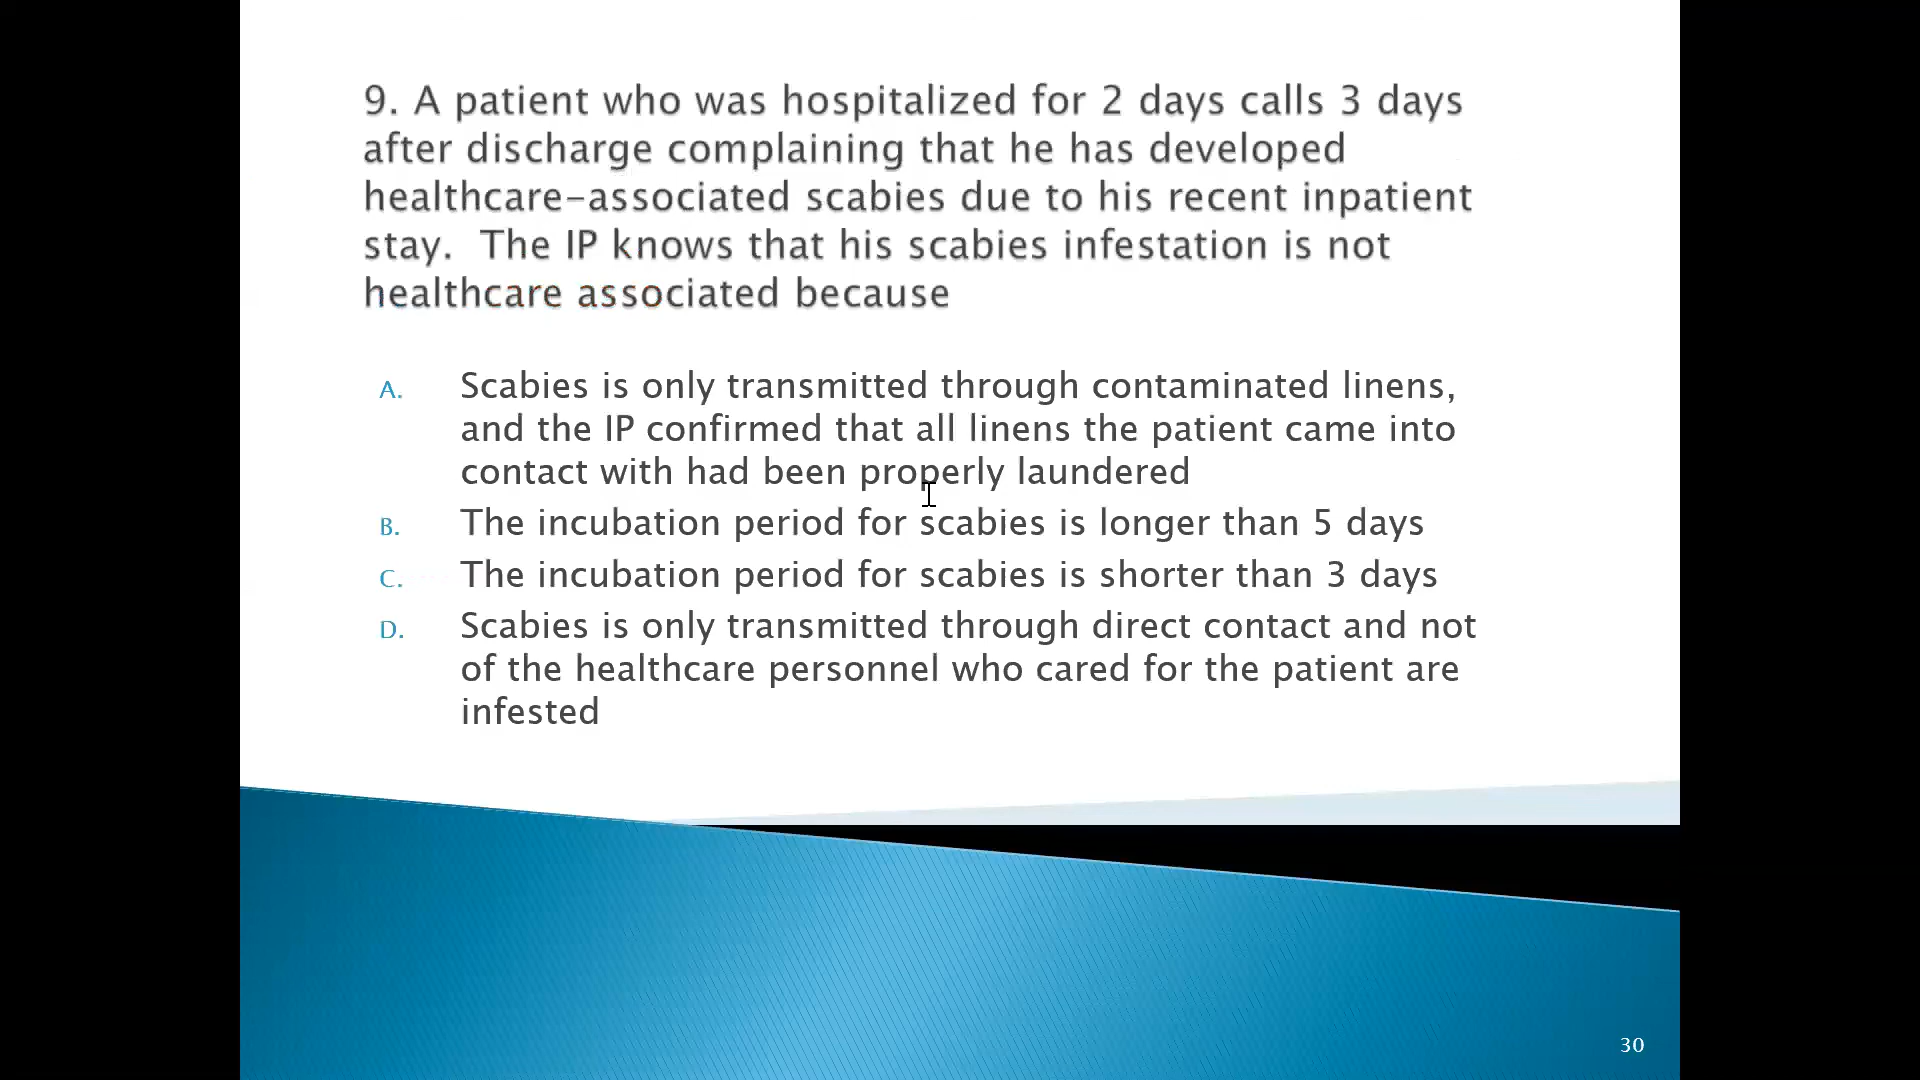 9. A patient who was hospitalized for 2 days calls 3 days
after discharge complaining that he has developed
healthcare-associated scabies due to his recent inpatient
stay.  The IP knows that his scabies infestation is not
healthcare associated because
A. Scabies is only transmitted through contaminated linens,
and the IP confirmed that all linens the patient came into
contact with had been properly laundered
B. The incubation period for scabies is longer than 5 days
C. The incubation period for scabies is shorter than 3 days
D. Scabies is only transmitted through direct contact and not
of the healthcare personnel who cared for the patient are
infested
30